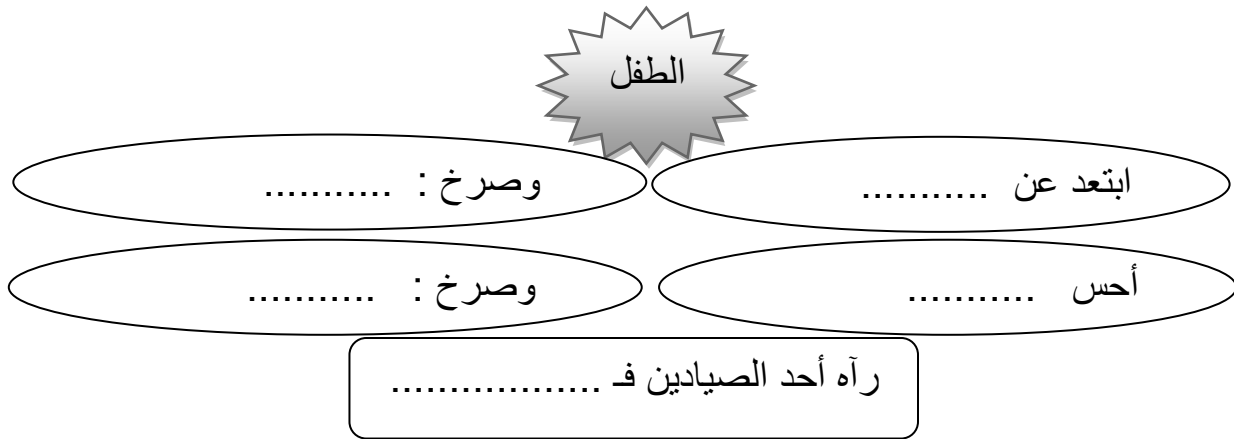 الطفل
ابتعد عن ...........
وصرخ : ...........
أحس ...........
وصرخ : ...........
رآه أحد الصيادين فـ ..................